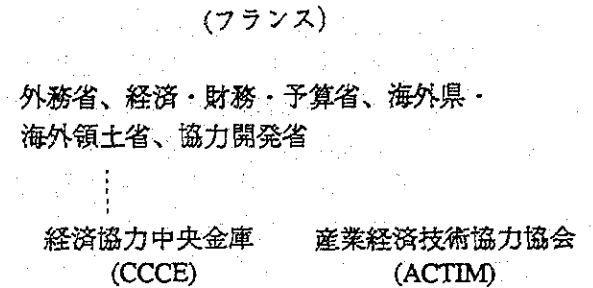 (フランス)
外務省、経済・財務・予算省、海外県・
海外領土省、協力開発省
経済協力中央金庫 産業経済技術協力協会
(CCCE) (ACTIM)